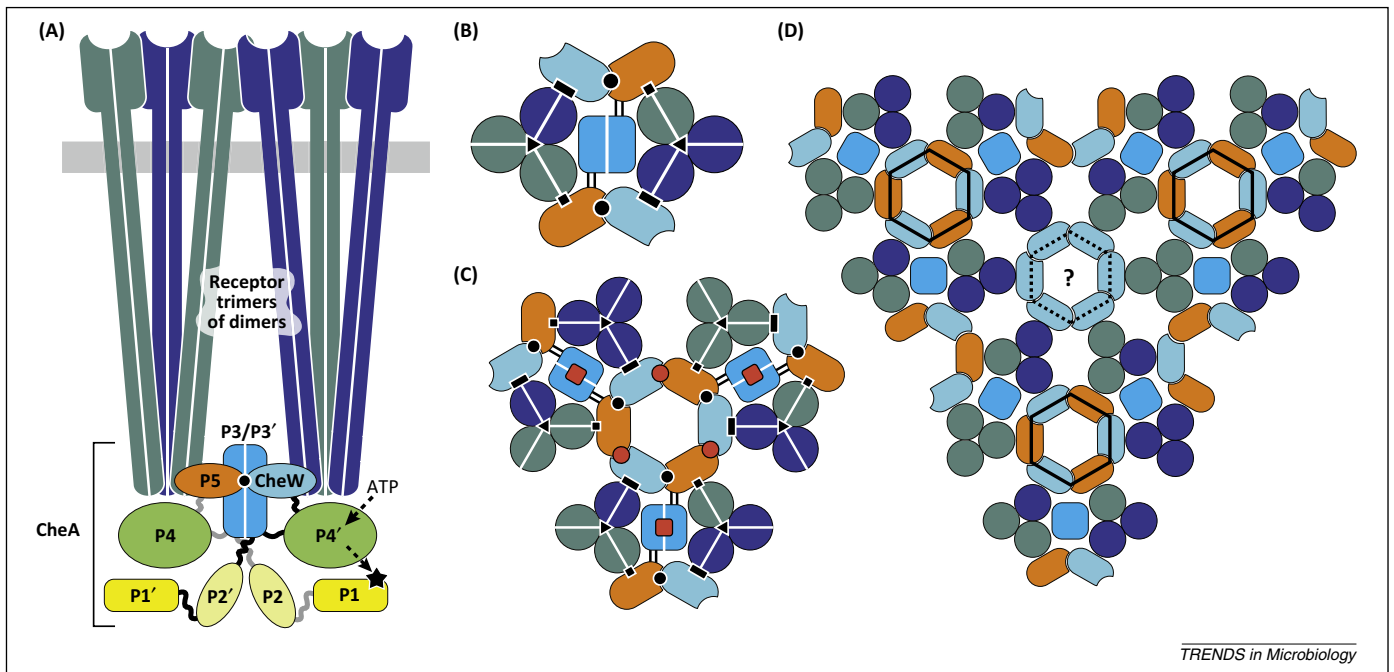 (A)
(B)
(D)
Receptor
trimers
of dimers
(C)
P3/P3′
P5
CheW
ATP
CheA
P4
P4′
P1′
P2′
P2
P1
?
TRENDS in Microbiology